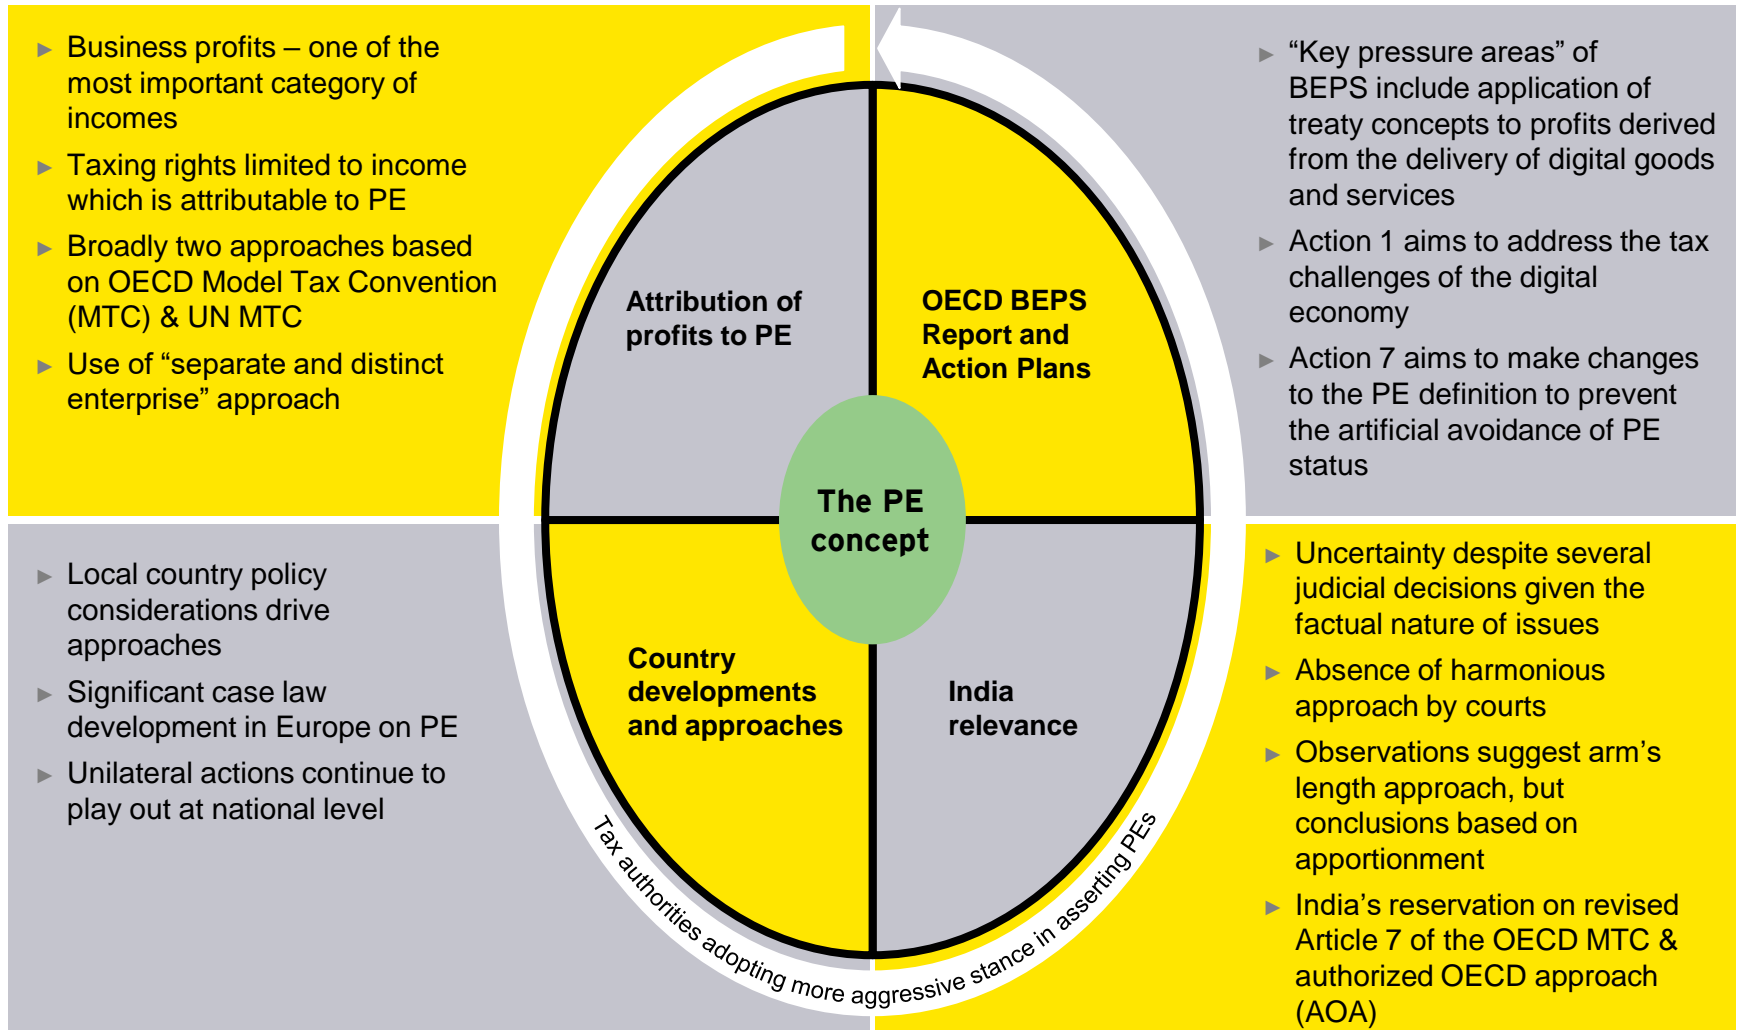 ► Business profits – one of the
most important category of
incomes
► Taxing rights limited to income
which is attributable to PE
► Broadly two approaches based
on OECD Model Tax Convention
(MTC) & UN MTC
► Use of “separate and distinct
enterprise” approach
Attribution of
profits to PE
OECD BEPS
Report and
Action Plans
► “Key pressure areas” of
BEPS include application of
treaty concepts to profits derived
from the delivery of digital goods
and services
► Action 1 aims to address the tax
challenges of the digital
economy
► Action 7 aims to make changes
to the PE definition to prevent
the artificial avoidance of PE
status
The PE
concept
► Local country policy
considerations drive
approaches
► Significant case law
development in Europe on PE
► Unilateral actions continue to
play out at national level
Country
developments
and approaches
India
relevance
► Uncertainty despite several
judicial decisions given the
factual nature of issues
► Absence of harmonious
approach by courts
► Observations suggest arm’s
length approach, but
conclusions based on
apportionment
► India’s reservation on revised
Article 7 of the OECD MTC &
authorized OECD approach
(AOA)
Tax authorities adopting more aggressive stance in asserting PEs